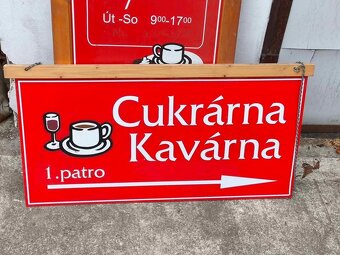 Út-So 9:00-17:00
Cukrárna
Kavárna
1.patro